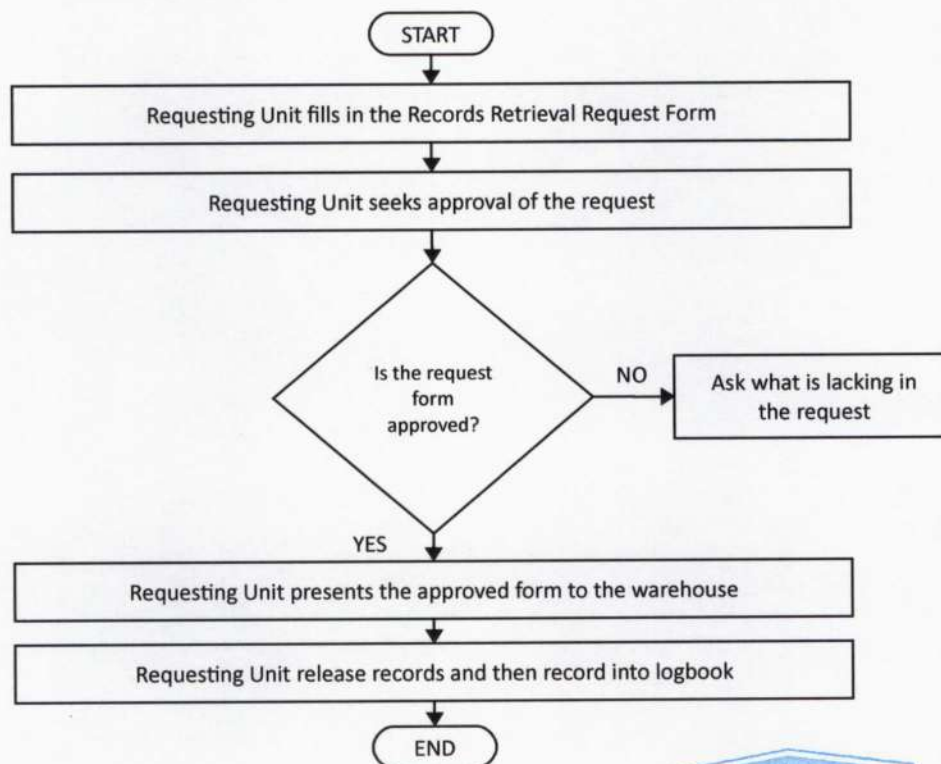 START
Requesting Unit fills in the Records Retrieval Request Form
Requesting Unit seeks approval of the request
Is the request
form
approved?
NO
Ask what is lacking in
the request
YES
Requesting Unit presents the approved form to the warehouse
Requesting Unit release records and then record into logbook
END